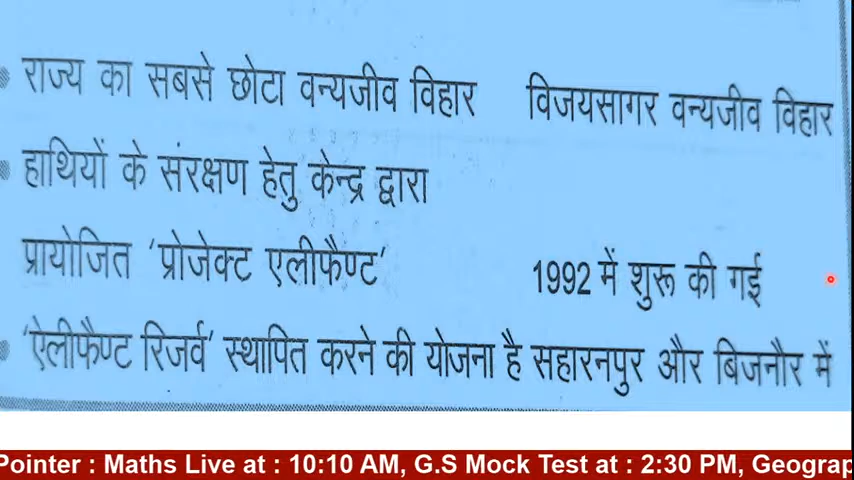 राज्य का सबसे छोटा वन्यजीव विहार विजयसागर वन्यजीव विहार
हाथियों के संरक्षण हेतु केन्द्र द्वारा
प्रायोजित 'प्रोजेक्ट एलीफैण्ट' 1992 में शुरू की गई
'ऐलीफैण्ट रिजर्व' स्थापित करने की योजना है सहारनपुर और बिजनौर में
Pointer : Maths Live at : 10:10 AM, G.S Mock Test at : 2:30 PM, Geograp